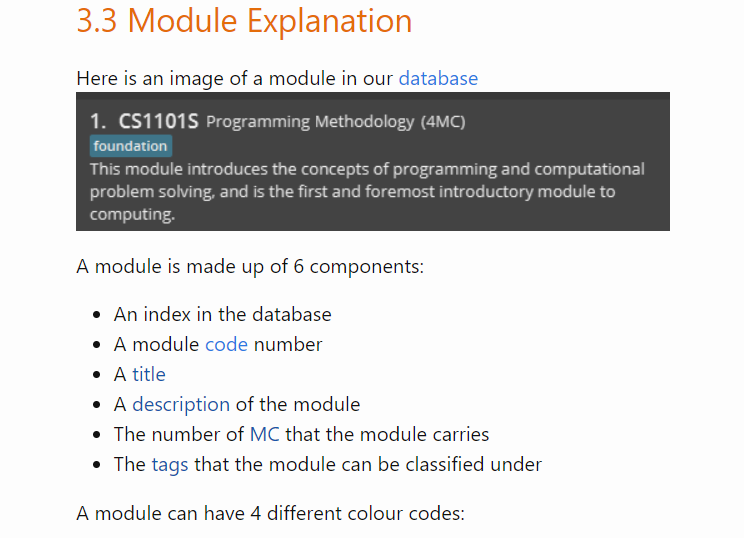 3.3 Module Explanation
Here is an image of a module in our database
1. CS1101S Programming Methodology (4MC)
foundation
This module introduces the concepts of programming and computational
problem solving, and is the first and foremost introductory module to
computing.
A module is made up of 6 components:
• An index in the database
• A module code number
• A title
• A description of the module
• The number of MC that the module carries
• The tags that the module can be classified under
A module can have 4 different colour codes: